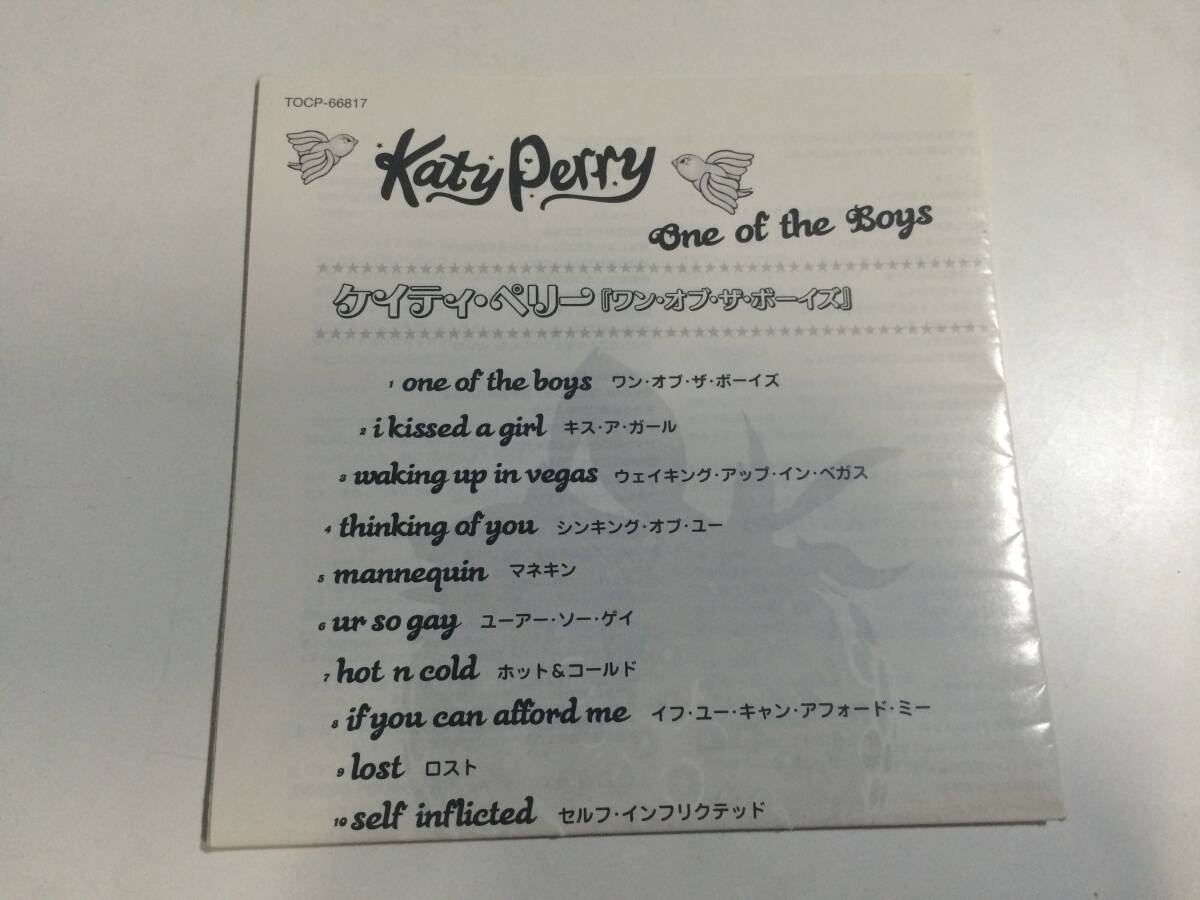 TOCP-66817
Katy Perry
One of the Boys
ケイティ・ペリー『ワン・オブ・ザ・ボーイズ』
1 one of the boys ワン・オブ・ザ・ボーイズ
2 i kissed a girl キス・ア・ガール
3 waking up in vegas ウェイキング・アップ・イン・ベガス
4 thinking of you シンキング・オブ・ユー
5 mannequin マネキン
6 ur so gay ユーアー・ソー・ゲイ
7 hot n cold ホット&コールド
8 if you can afford me イフ・ユー・キャン・アフォード・ミー
9 lost ロスト
10 self inflicted セルフ・インフリクテッド